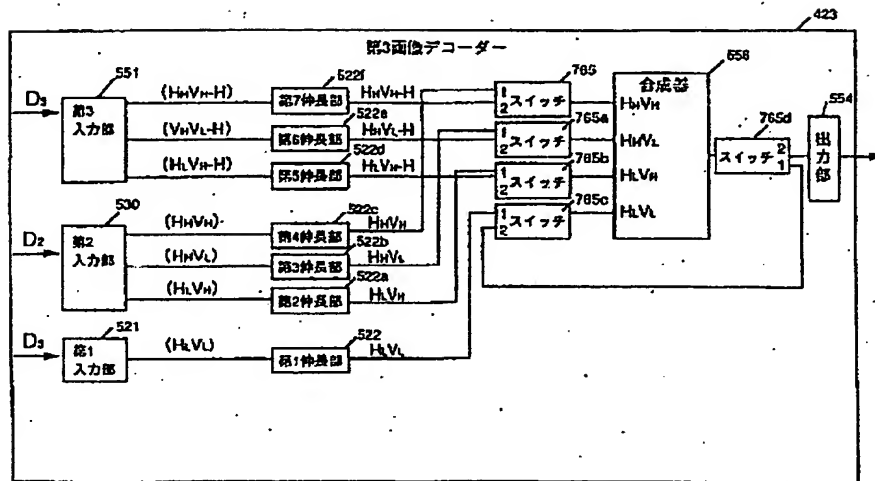 423
第3画像デコーダー
551
D3
第3
入力部
(HHVH-H)
(VHVL-H)
(HLVH-H)
522f
第7伸長部
522e
第6伸長部
522d
第5伸長部
HHVH-H
HHVL-H
HLVH-H
765
1
2
スイッチ
765a
1
2
スイッチ
765b
1
2
スイッチ
765c
1
2
スイッチ
合成器
HHVH
HHVL
HLVH
HLVL
765d
スイッチ
2
1
554
出力部
530
D2
第2
入力部
(HHVH)
(HHVL)
(HLVH)
522c
第4伸長部
522b
第3伸長部
522a
第2伸長部
HHVH
HHVL
HLVH
521
D3
第1
入力部
(HLVL)
522
第1伸長部
HLVL